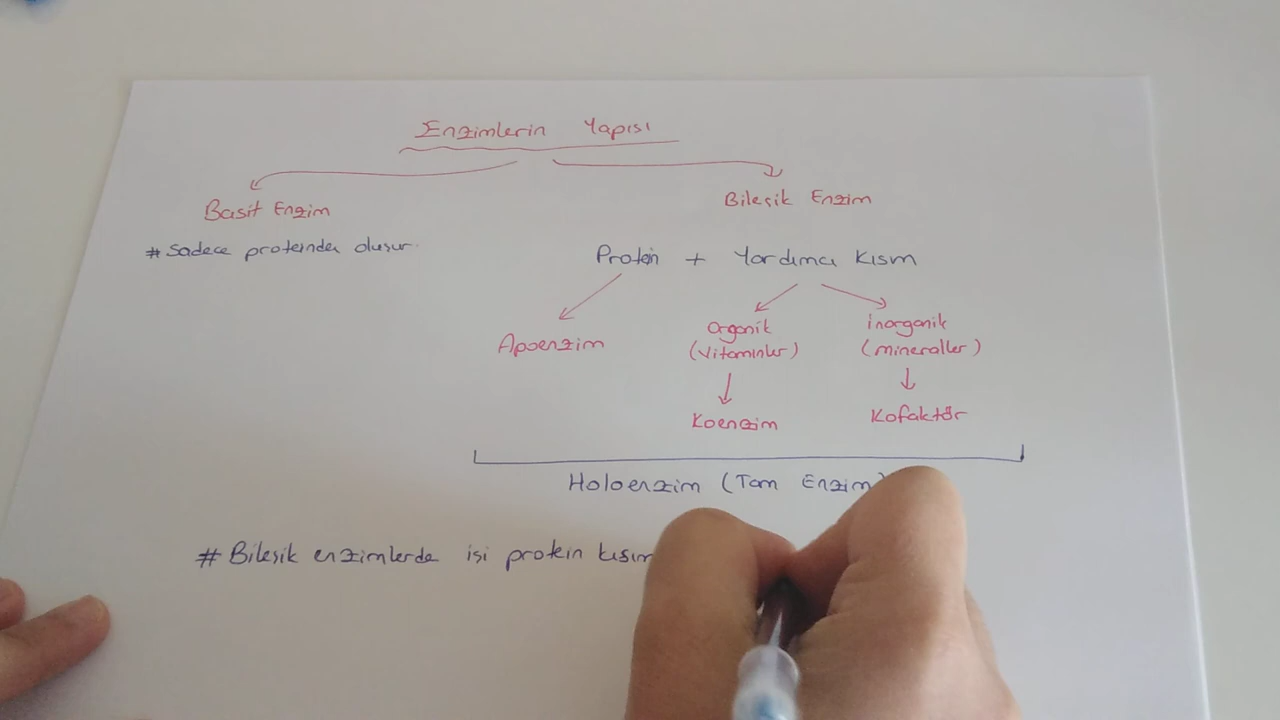 Enzimlerin Yapısı
Basit Enzim
Bileşik Enzim
# Sadece proteinden oluşur.
Protein + Yardımcı Kısım
Apoenzim
Organik
(Vitaminler)
Koenzim
inorganik
(mineraller)
Kofaktör
Holoenzim (Tam Enzim)
# Bileşik enzimlerde işi protein kısım